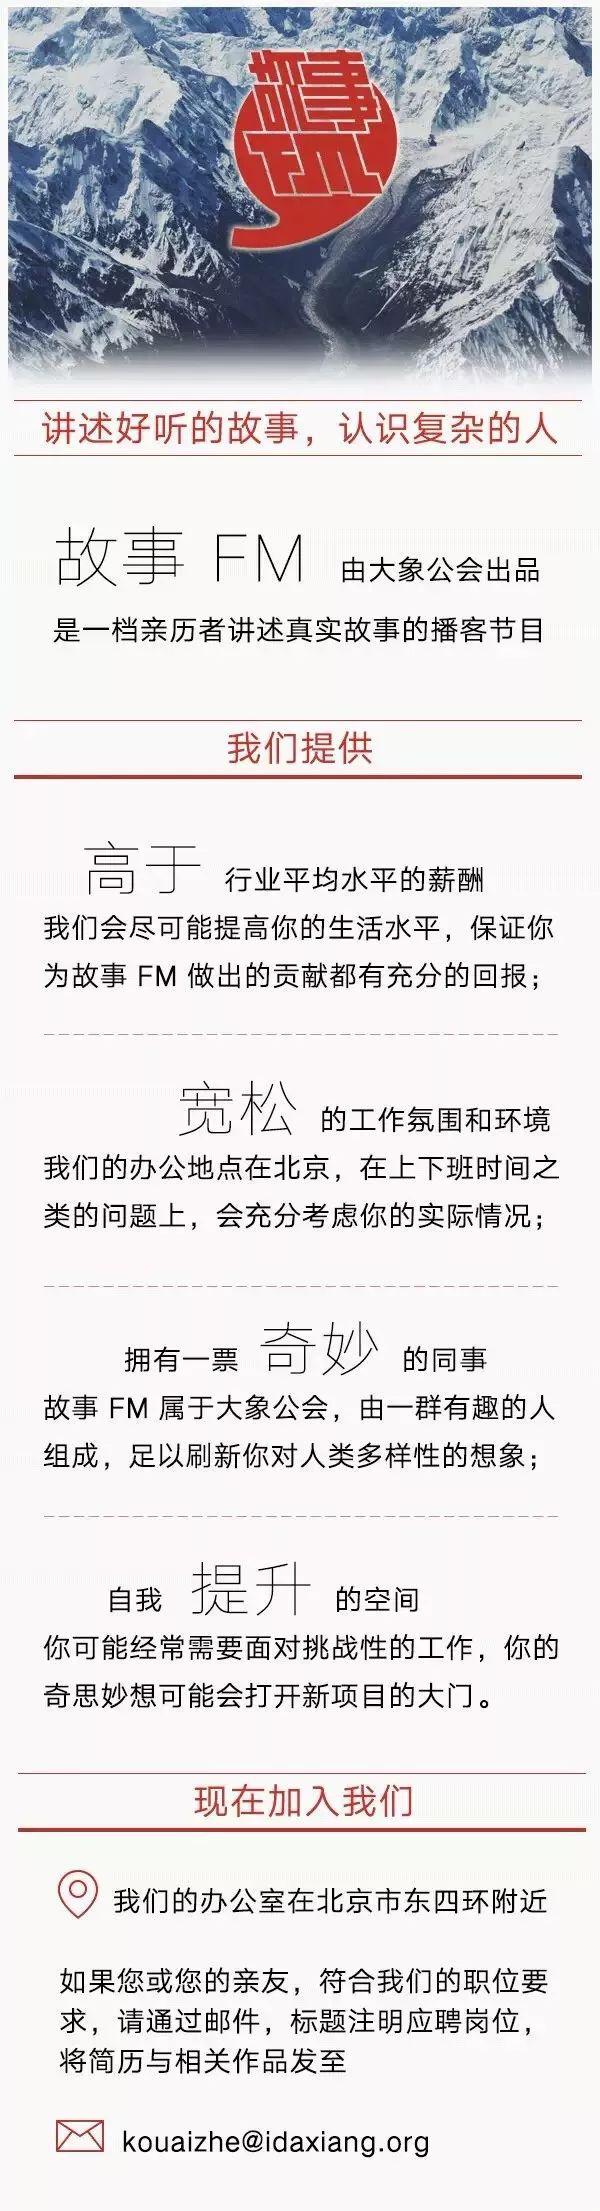 故事
FM
讲述好听的故事，认识复杂的人
故事 FM 由大象公会出品
是一档亲历者讲述真实故事的播客节目
我们提供
高于 行业平均水平的薪酬
我们会尽可能提高你的生活水平，保证你
为故事 FM 做出的贡献都有充分的回报；
宽松 的工作氛围和环境
我们的办公地点在北京，在上下班时间之
类的问题上，会充分考虑你的实际情况；
拥有一票 奇妙 的同事
故事 FM 属于大象公会，由一群有趣的人
组成，足以刷新你对人类多样性的想象；
自我 提升 的空间
你可能经常需要面对挑战性的工作，你的
奇思妙想可能会打开新项目的大门。
现在加入我们
我们的办公室在北京市东四环附近
如果您或您的亲友，符合我们的职位要
求，请通过邮件，标题注明应聘岗位，
将简历与相关作品发至
kouaizhe@idaxiang.org